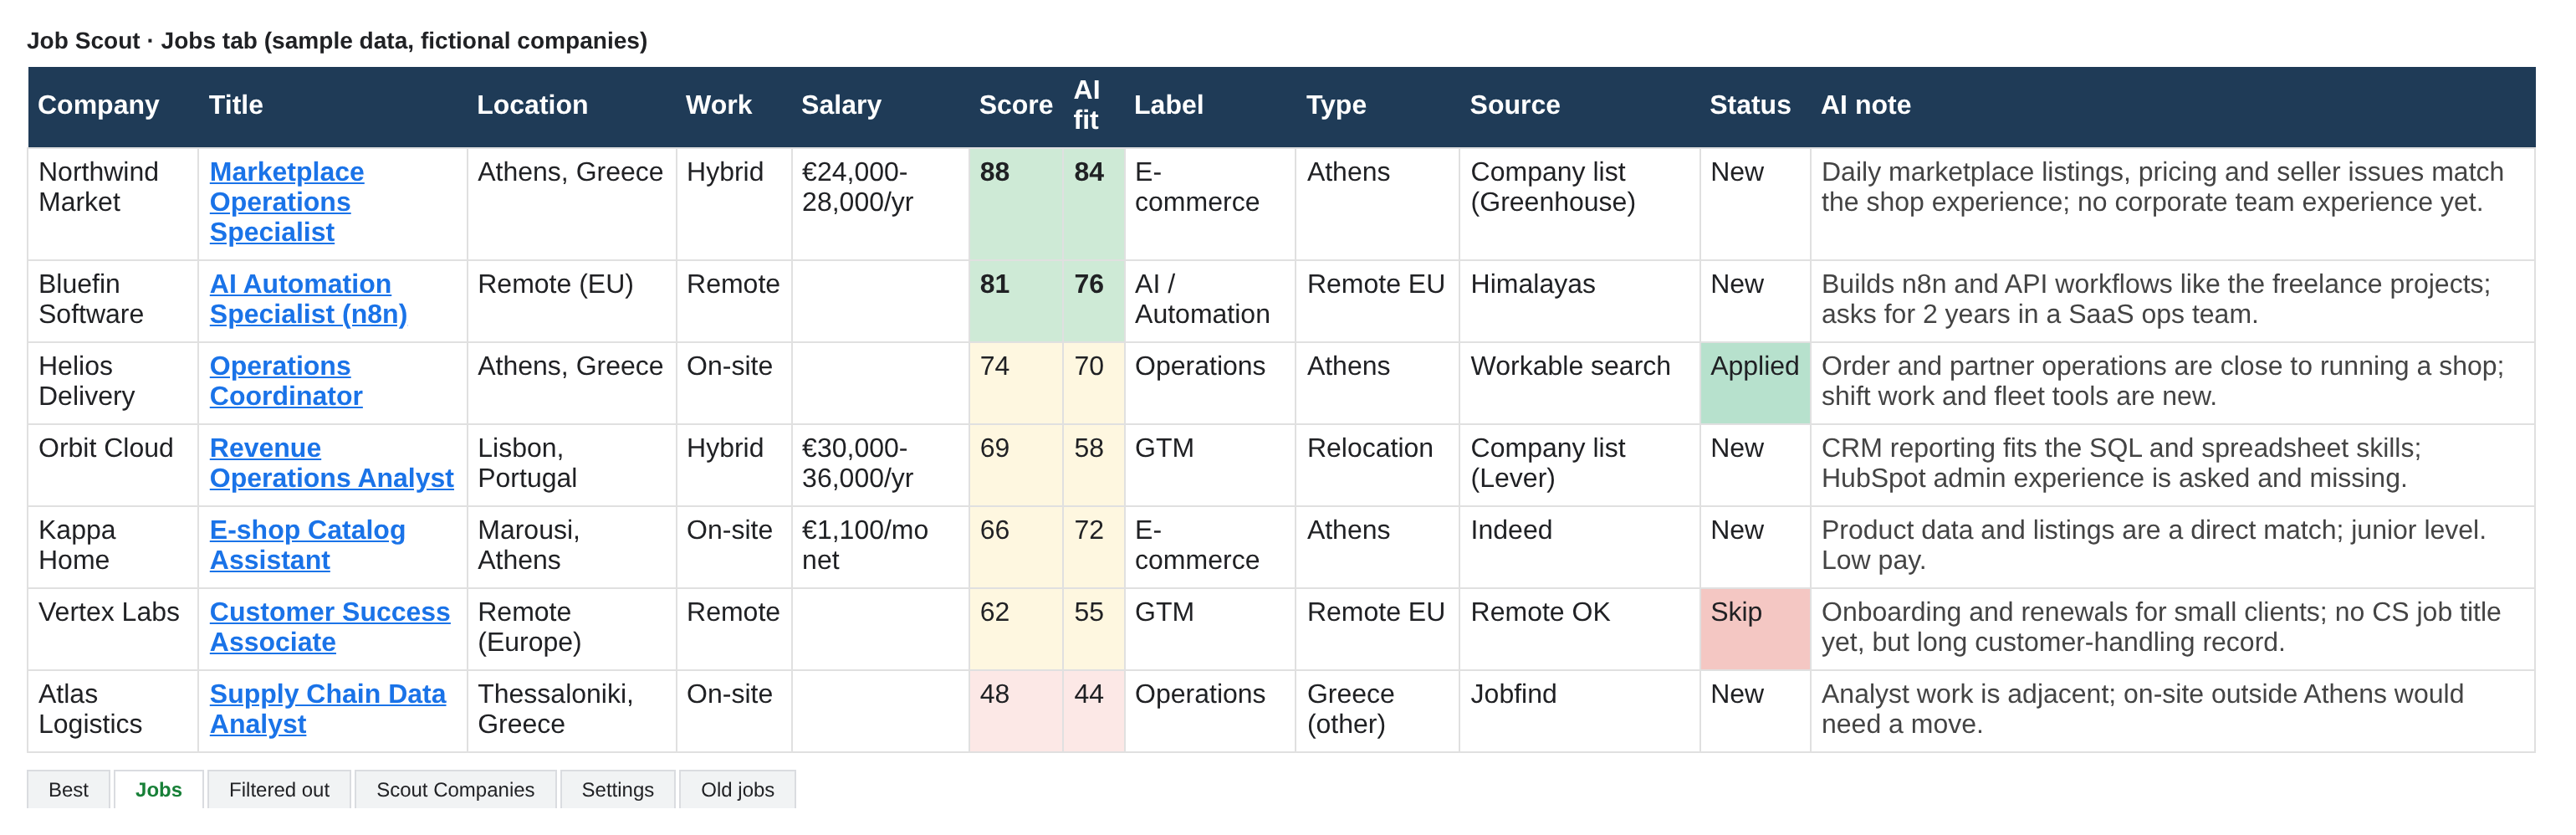 Job Scout · Jobs tab (sample data, fictional companies)
Company Title Location Work Salary Score AI fit Label Type Source Status AI note
Northwind Market Marketplace Operations Specialist Athens, Greece Hybrid €24,000-28,000/yr 88 84 E-commerce Athens Company list (Greenhouse) New Daily marketplace listings, pricing and seller issues match the shop experience; no corporate team experience yet.
Bluefin Software AI Automation Specialist (n8n) Remote (EU) Remote 81 76 AI / Automation Remote EU Himalayas New Builds n8n and API workflows like the freelance projects; asks for 2 years in a SaaS ops team.
Helios Delivery Operations Coordinator Athens, Greece On-site 74 70 Operations Athens Workable search Applied Order and partner operations are close to running a shop; shift work and fleet tools are new.
Orbit Cloud Revenue Operations Analyst Lisbon, Portugal Hybrid €30,000-36,000/yr 69 58 GTM Relocation Company list (Lever) New CRM reporting fits the SQL and spreadsheet skills; HubSpot admin experience is asked and missing.
Kappa Home E-shop Catalog Assistant Marousi, Athens On-site €1,100/mo net 66 72 E-commerce Athens Indeed New Product data and listings are a direct match; junior level. Low pay.
Vertex Labs Customer Success Associate Remote (Europe) Remote 62 55 GTM Remote EU Remote OK Skip Onboarding and renewals for small clients; no CS job title yet, but long customer-handling record.
Atlas Logistics Supply Chain Data Analyst Thessaloniki, Greece On-site 48 44 Operations Greece (other) Jobfind New Analyst work is adjacent; on-site outside Athens would need a move.
Best Jobs Filtered out Scout Companies Settings Old jobs